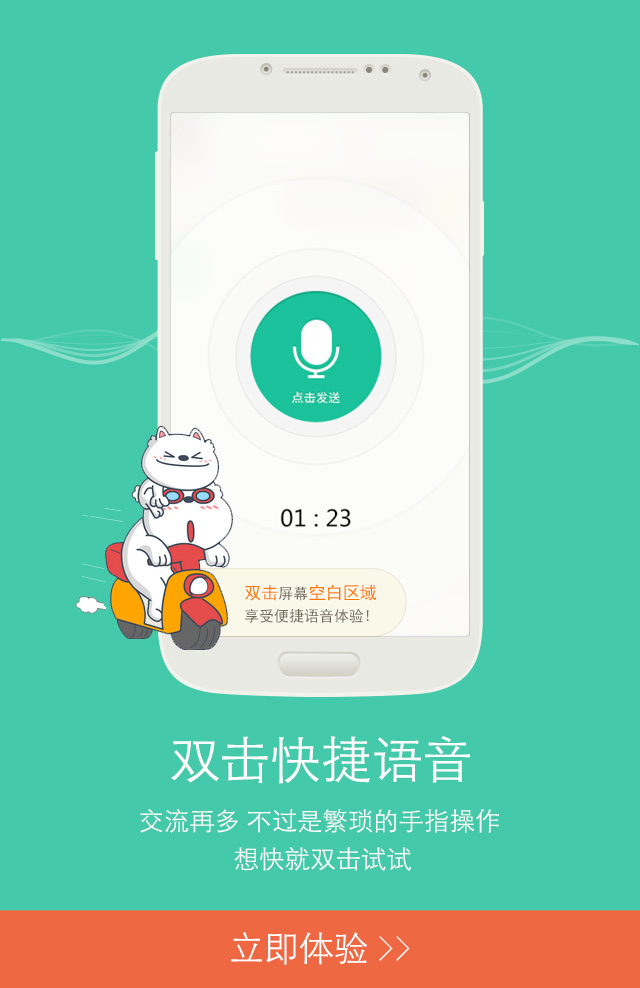 点击发送
01 : 23
双击屏幕空白区域
享受便捷语音体验!
双击快捷语音
交流再多 不过是繁琐的手指操作
想快就双击试试
立即体验 >>